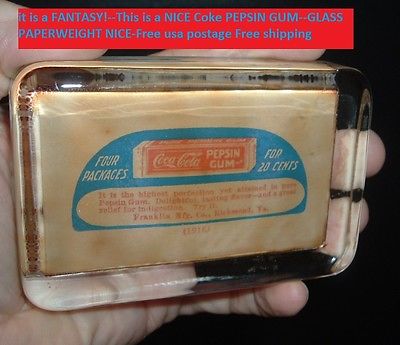 it is a FANTASY!--This is a NICE Coke PEPSIN GUM--GLASS
PAPERWEIGHT NICE-Free usa postage Free shipping
FOUR
PACKAGES
Coca-Cola
PEPSIN
GUM
FOR
20 CENTS
It is the highest perfection yet attained in pure
Pepsin Gum. Delightful, lasting flavor—and a great
relief for indigestion. Try it.
Franklin Mfg. Co., Richmond, Va.
(1916)